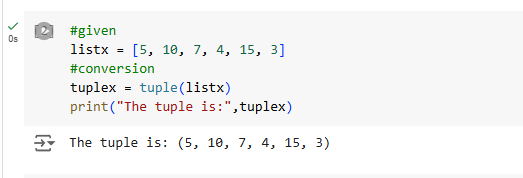 #given
listx = [5, 10, 7, 4, 15, 3]
0s
#conversion
tuplex = tuple(listx)
print("The tuple is:",tuplex)
The tuple is: (5, 10, 7, 4, 15, 3)